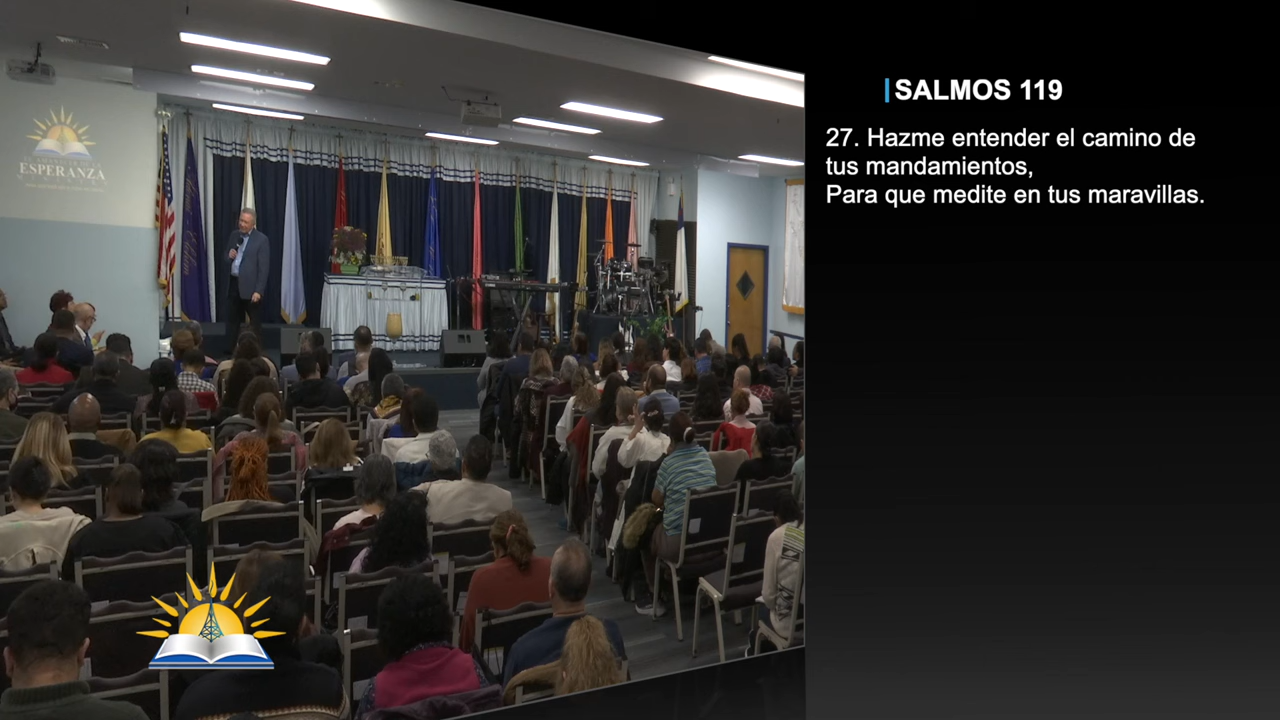 ESPERANZA
SALMOS 119
27. Hazme entender el camino de
tus mandamientos,
Para que medite en tus maravillas.